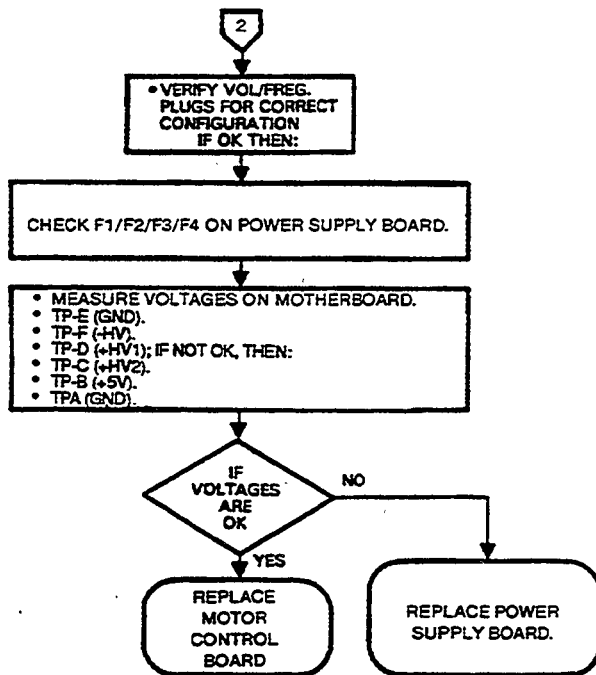 2
• VERIFY VOL/FREG.
PLUGS FOR CORRECT
CONFIGURATION
IF OK THEN:
CHECK F1/F2/F3/F4 ON POWER SUPPLY BOARD.
• MEASURE VOLTAGES ON MOTHERBOARD.
• TP-E (GND).
• TP-F (-HV).
• TP-D (+HV1); IF NOT OK, THEN:
• TP-C (+HV2).
• TP-B (+5V).
• TPA (GND).
IF
VOLTAGES
ARE
OK
NO
YES
REPLACE
MOTOR
CONTROL
BOARD
REPLACE POWER
SUPPLY BOARD.